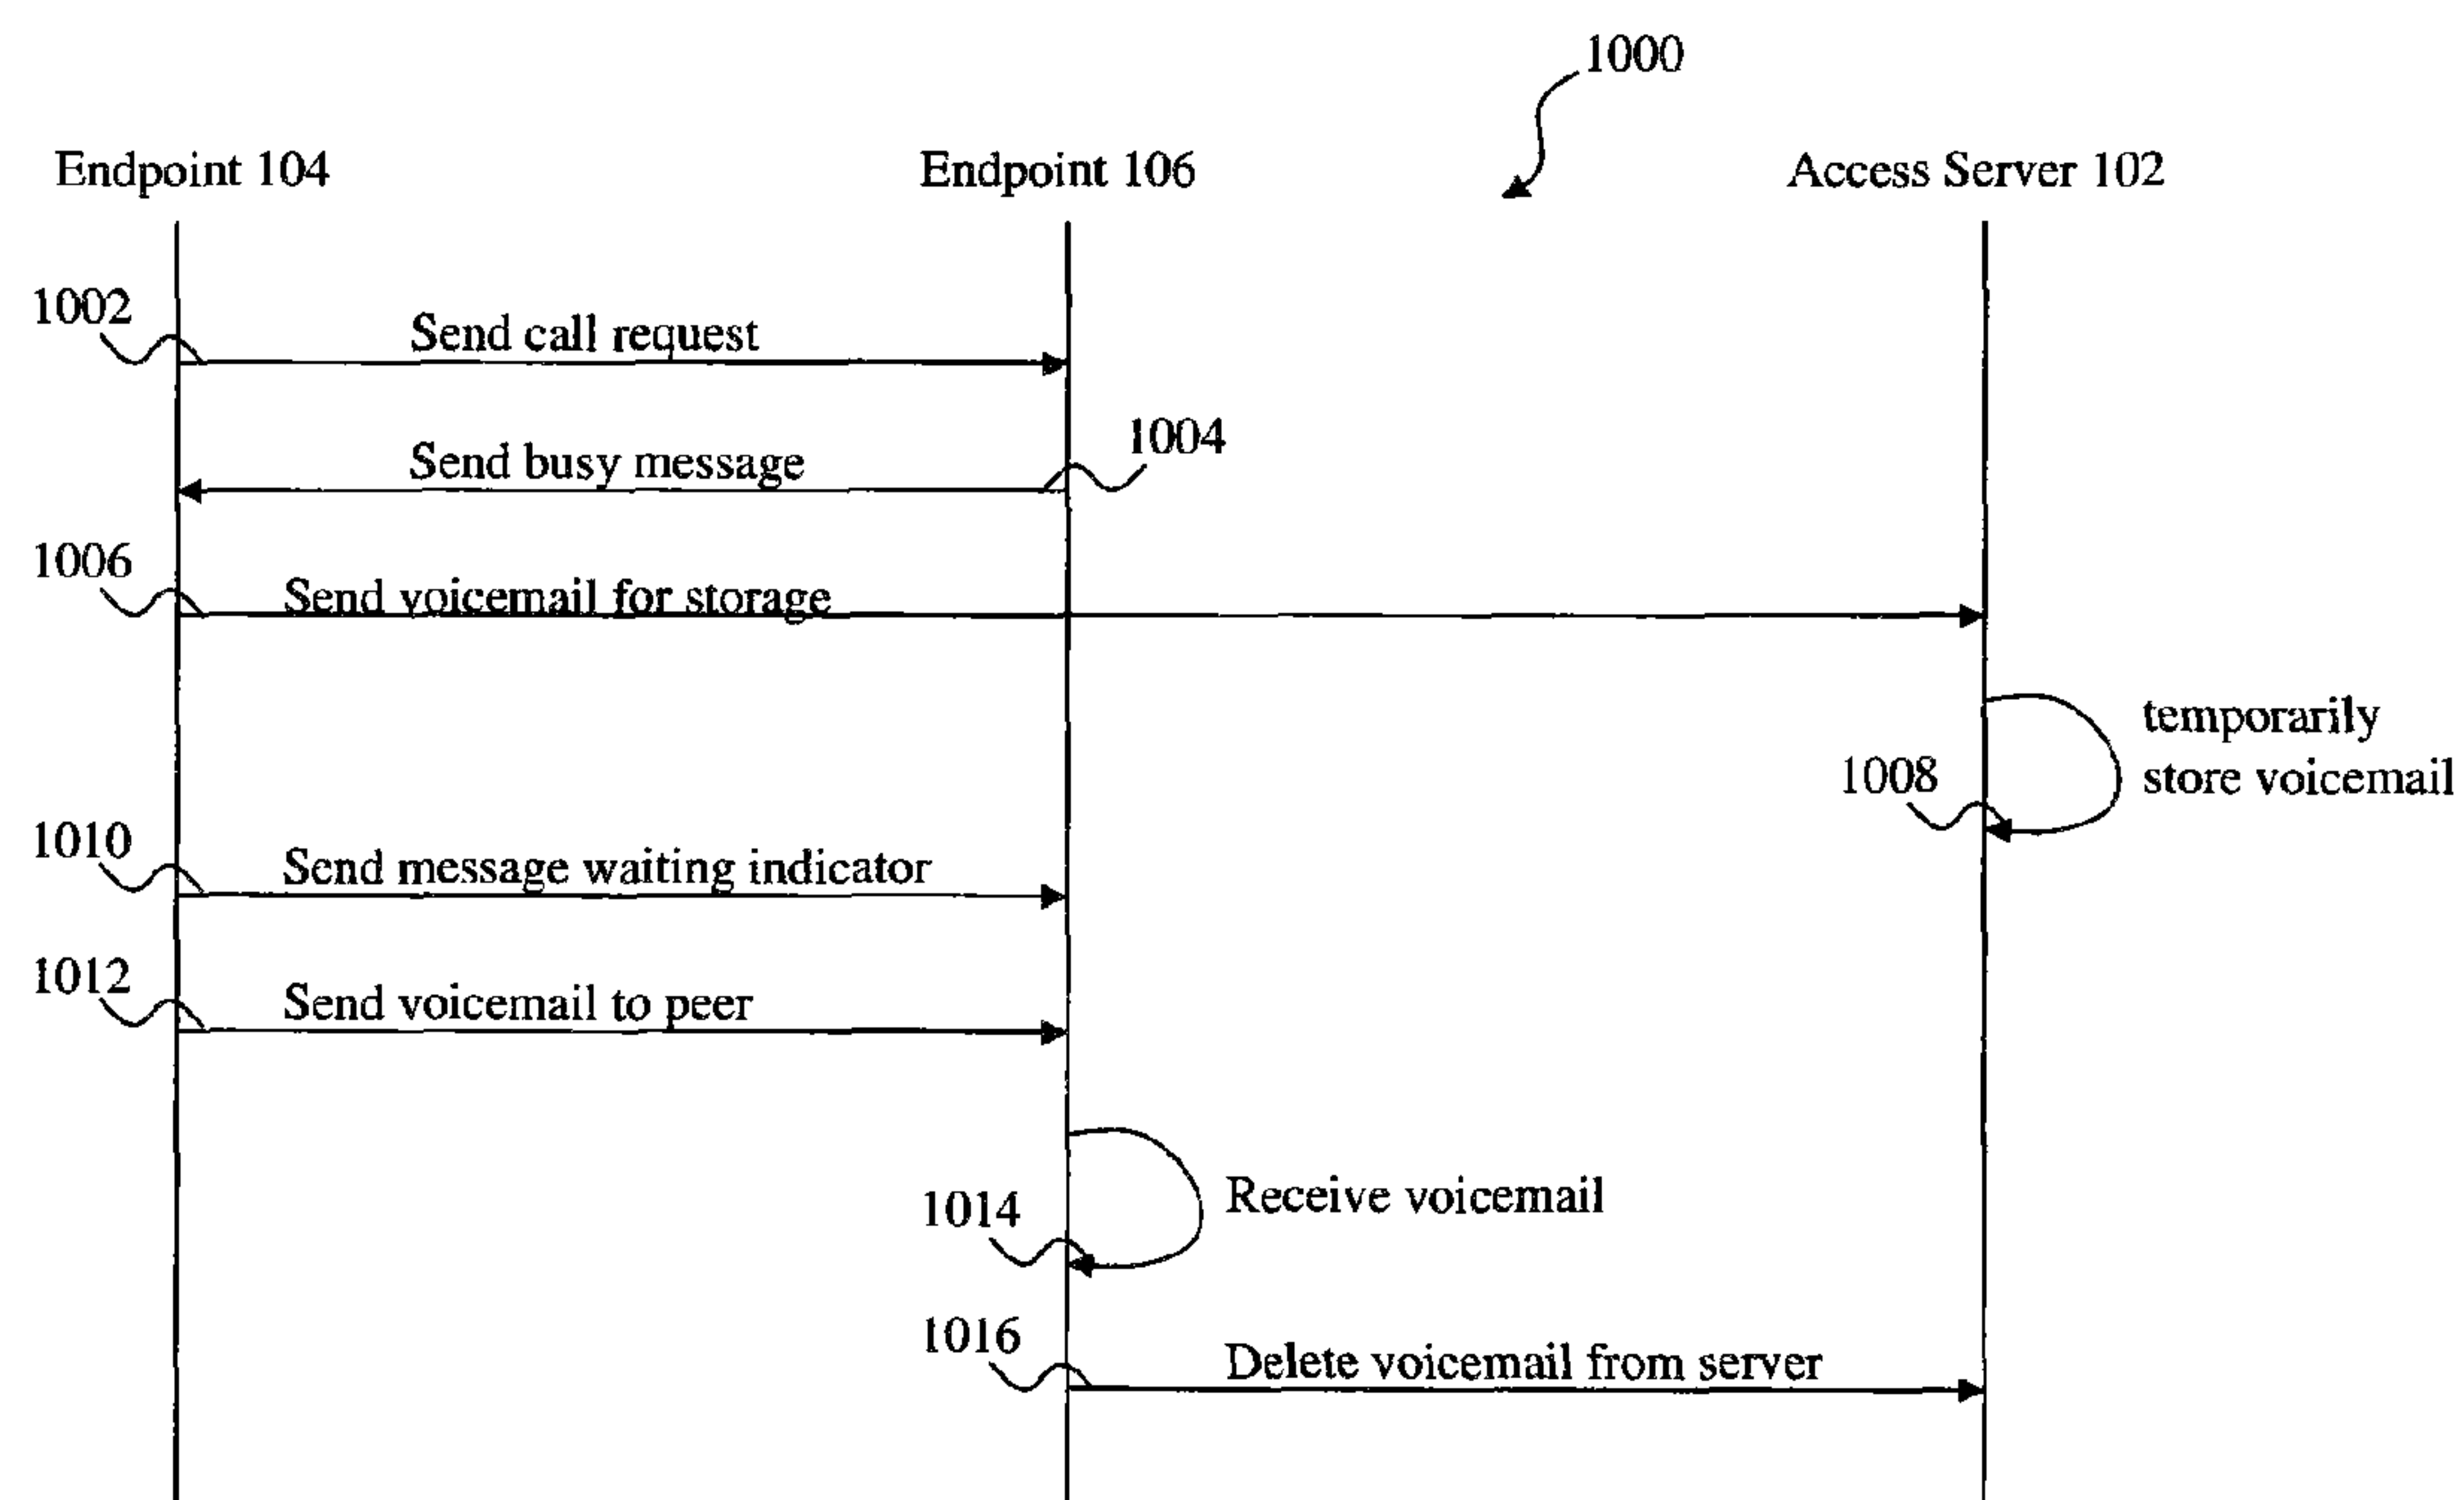 1000
Endpoint 104
Endpoint 106
Access Server 102
1002
Send call request
1004
Send busy message
1006
Send voicemail for storage
temporarily
store voicemail
1008
1010
Send message waiting indicator
1012
Send voicemail to peer
1014
Receive voicemail
1016
Delete voicemail from server